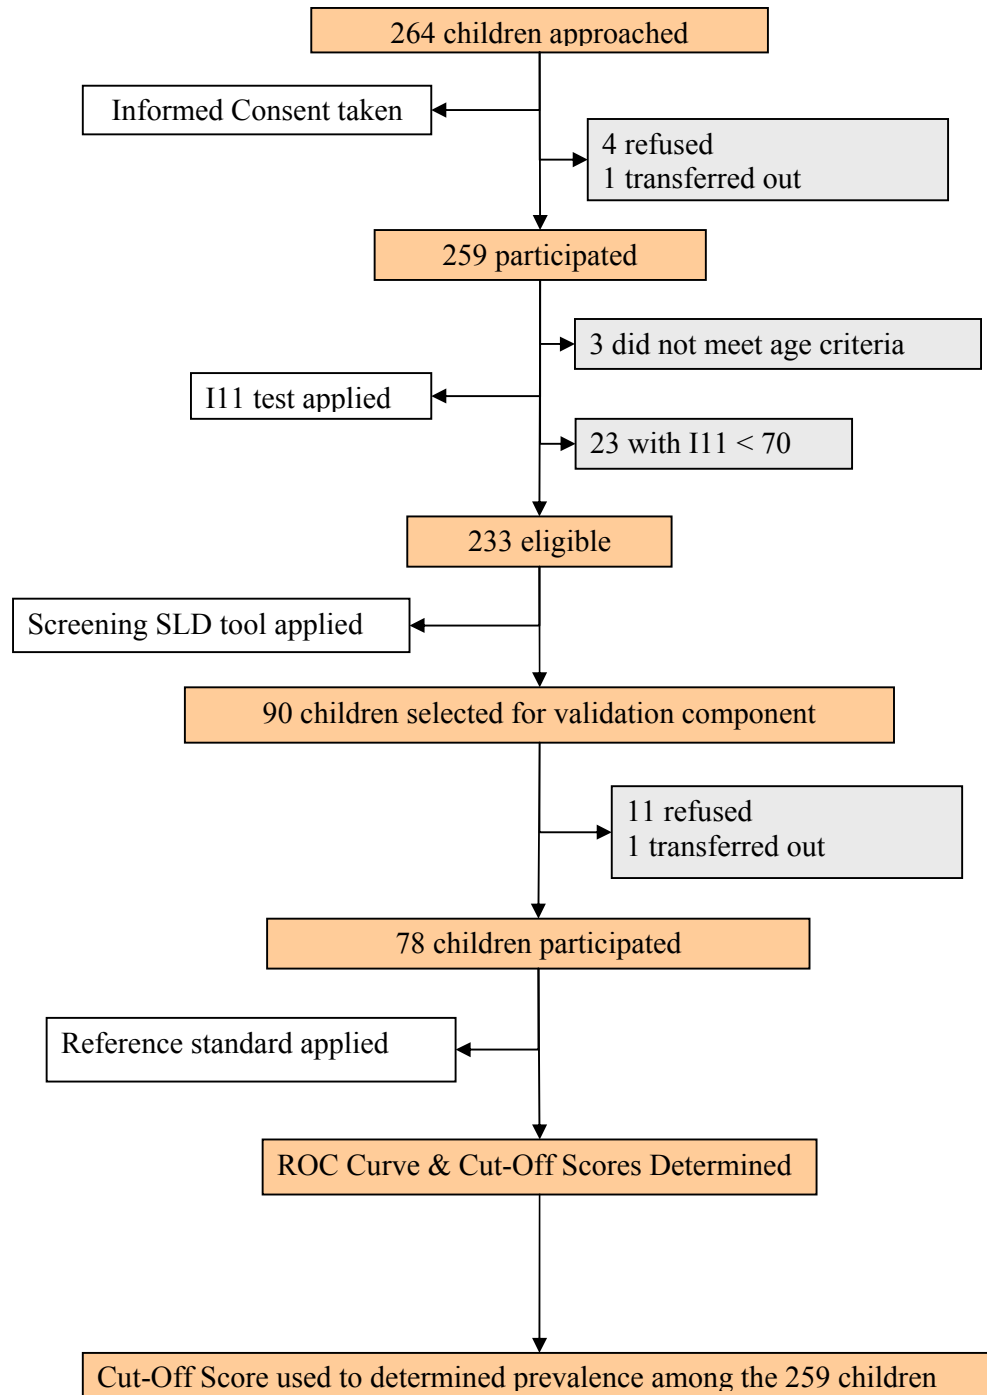 264 children approached
Informed Consent taken
4 refused
1 transferred out
259 participated
3 did not meet age criteria
I11 test applied
23 with I11 < 70
233 eligible
Screening SLD tool applied
90 children selected for validation component
11 refused
1 transferred out
78 children participated
Reference standard applied
ROC Curve & Cut-Off Scores Determined
Cut-Off Score used to determined prevalence among the 259 children